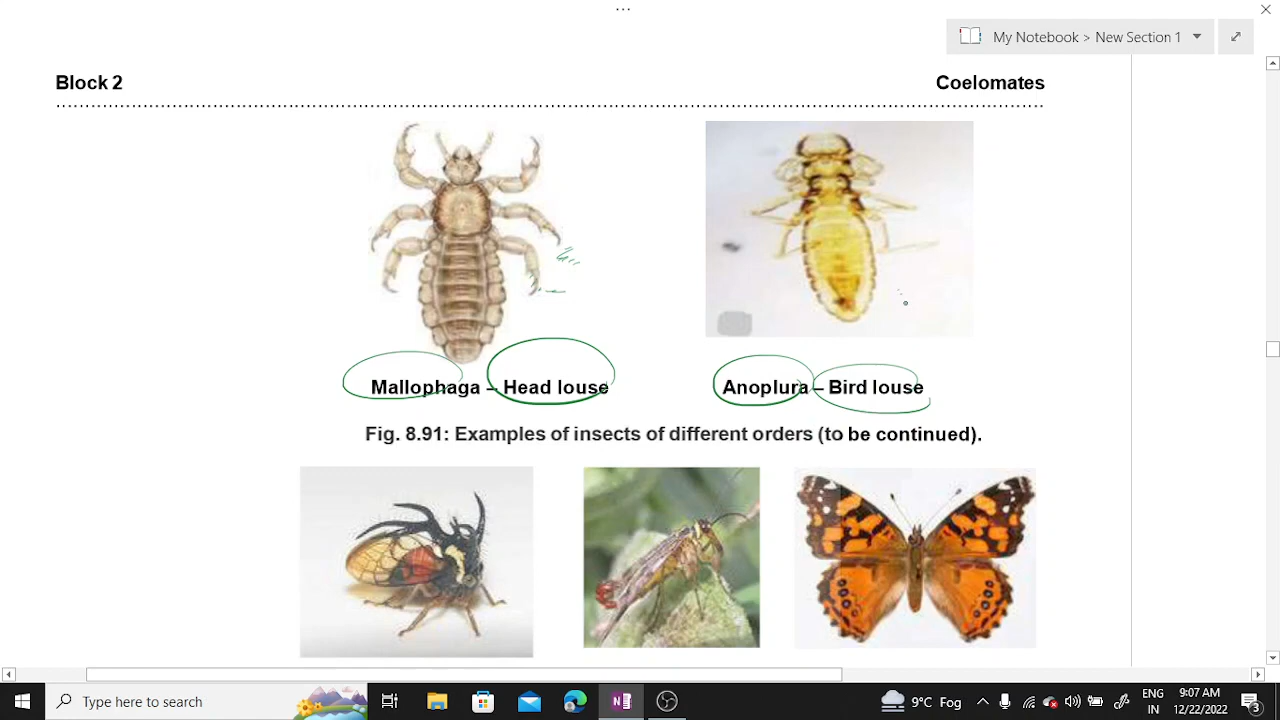 ...
My Notebook > New Section 1
Block 2
Coelomates
Mallophaga – Head louse
Anoplura – Bird louse
Fig. 8.91: Examples of insects of different orders (to be continued).
Type here to search
9°C Fog
ENG
IN
8:07 AM
12/22/2022
3